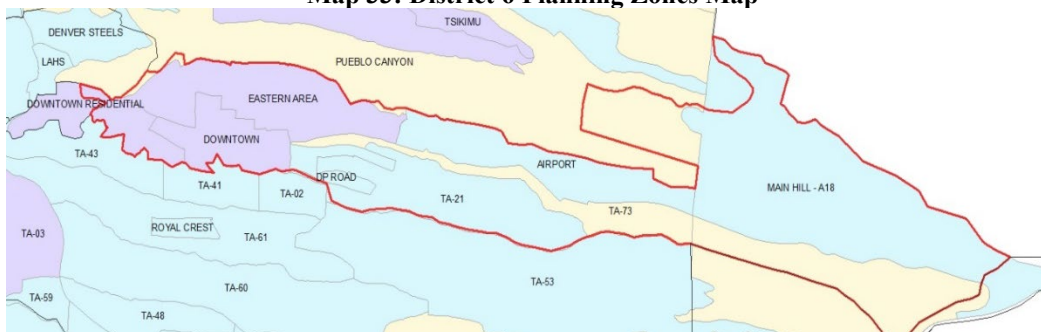 Map 33: District 6 Planning Zones Map
TSIKIMU
DENVER STEELS
LAHS
PUEBLO CANYON
EASTERN AREA
DOWNTOWN RESIDENTIAL
DOWNTOWN
TA-43
AIRPORT
DP ROAD
TA-41
TA-02
TA-21
MAIN HILL - A18
TA-73
ROYAL CREST
TA-03
TA-61
TA-53
TA-60
TA-59
TA-48